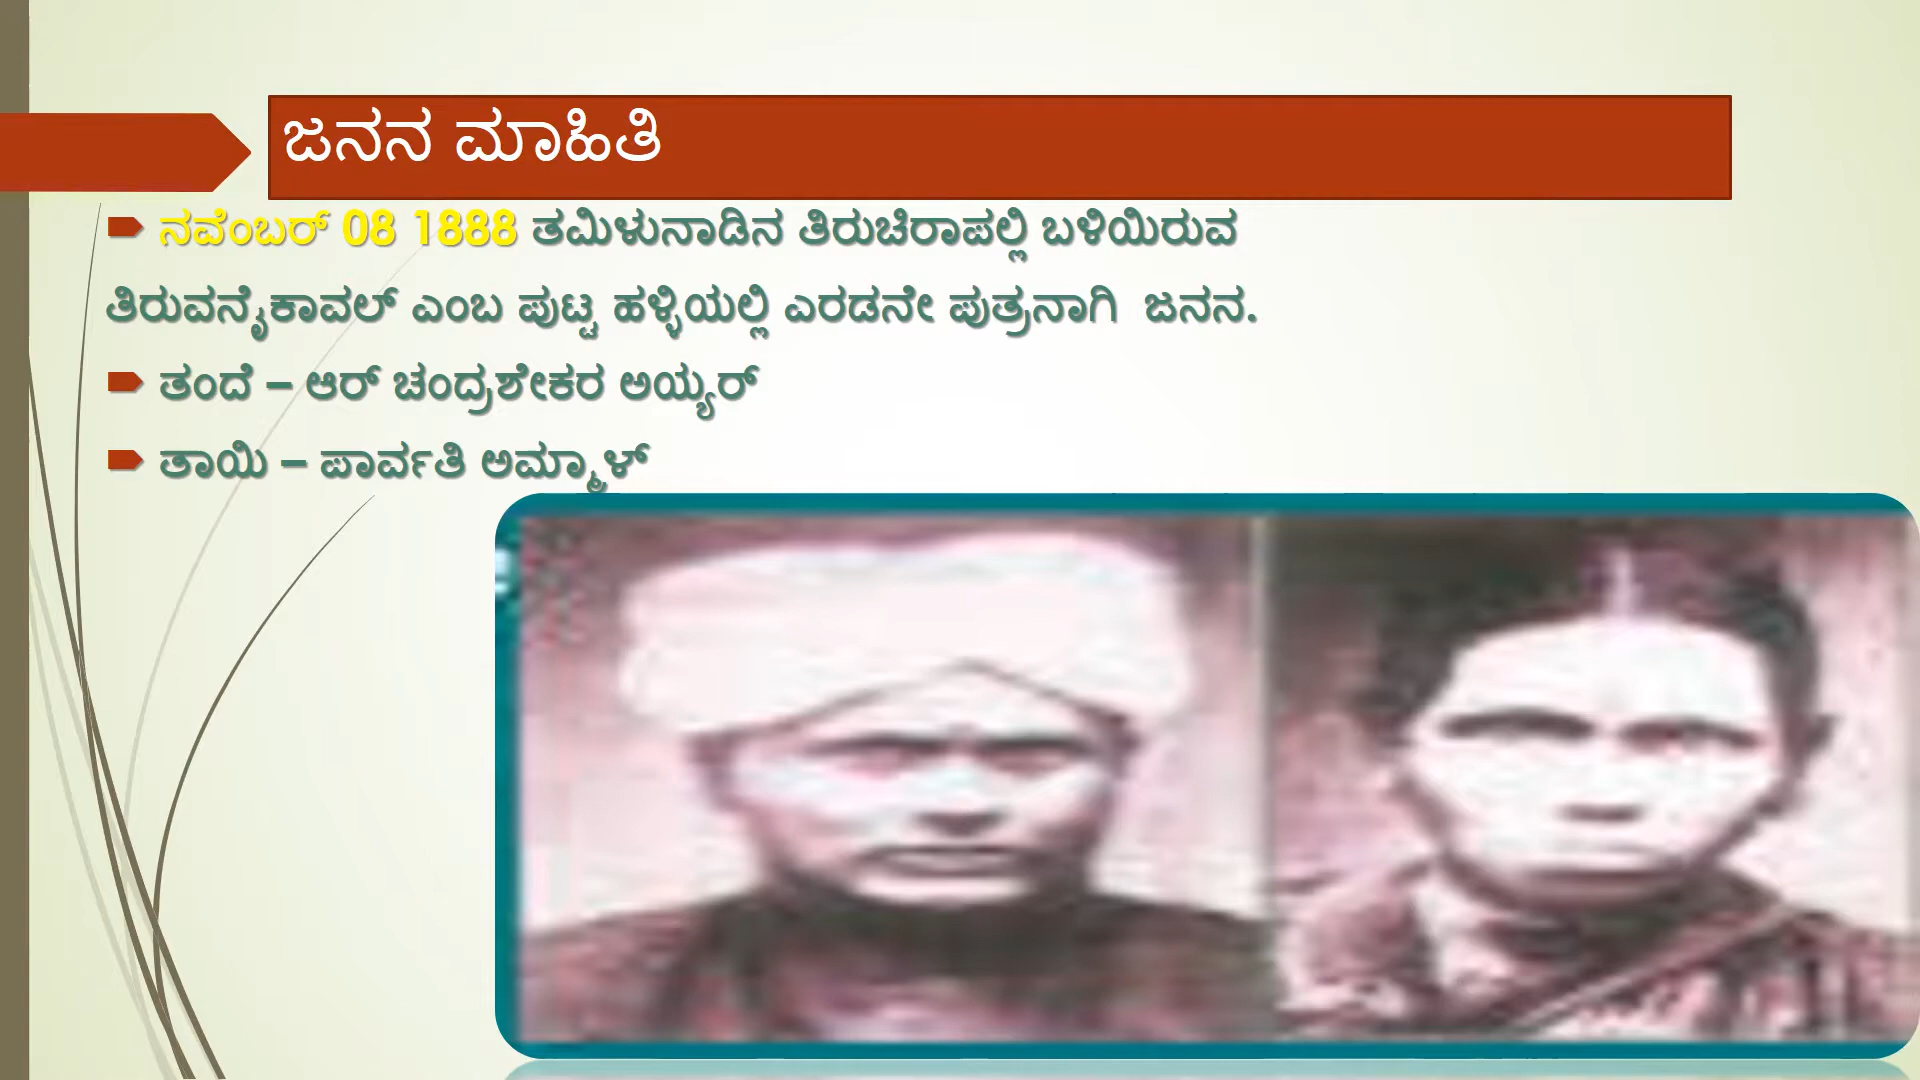 ಜನನ ಮಾಹಿತಿ
ನವೆಂಬರ್ 08 1888 ತಮಿಳುನಾಡಿನ ತಿರುಚಿರಾಪಲ್ಲಿ ಬಳಿಯಿರುವ
ತಿರುವನೈಕಾವಲ್ ಎಂಬ ಪುಟ್ಟ ಹಳ್ಳಿಯಲ್ಲಿ ಎರಡನೇ ಪುತ್ರನಾಗಿ ಜನನ.
ತಂದೆ – ಆರ್ ಚಂದ್ರಶೇಕರ ಅಯ್ಯರ್
ತಾಯಿ – ಪಾರ್ವತಿ ಅಮ್ಮಾಳ್